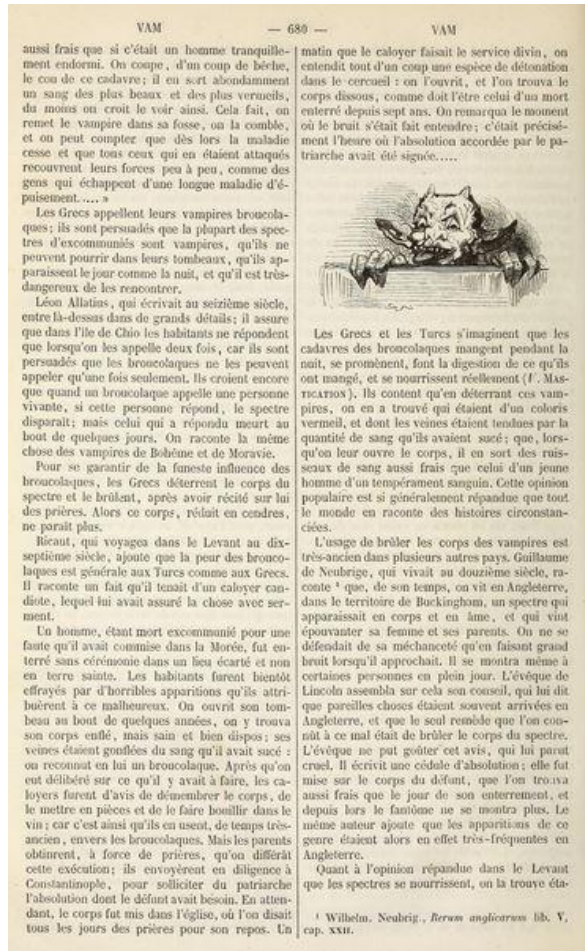 VAM
— 680 —
VAM
aussi frais que si c'était un homme tranquille-
ment endormi. On coupe, d'un coup de bêche,
le cou de ce cadavre; il en sort abondamment
un sang des plus beaux et des plus vermeils,
du moins on croit le voir ainsi. Cela fait, on
remet le vampire dans sa fosse, on la comble,
et on peut compter que dès lors la maladie
cesse et que tous ceux qui en étaient attaqués
recouvrent leurs forces peu à peu, comme des
gens qui échappent d'une longue maladie d'é-
puisement..... »
Les Grecs appellent leurs vampires broucola-
ques; ils sont persuadés que la plupart des spec-
tres d'excommuniés sont vampires, qu'ils ne
peuvent pourrir dans leurs tombeaux, qu'ils ap-
paraissent le jour comme la nuit, et qu'il est très-
dangereux de les rencontrer.
Léon Allatius, qui écrivait au seizième siècle,
entre là-dessus dans de grands détails; il assure
que dans l'île de Chio les habitants ne répondent
que lorsqu'on les appelle deux fois, car ils sont
persuadés que les broucolaques ne les peuvent
appeler qu'une fois seulement. Ils croient encore
que quand un broucolaque appelle une personne
vivante, si cette personne répond, le spectre
disparaît; mais celui qui a répondu meurt au
bout de quelques jours. On raconte la même
chose des vampires de Bohême et de Moravie.
Pour se garantir de la funeste influence des
broucolaques, les Grecs déterrent le corps du
spectre et le brûlent, après avoir récité sur lui
des prières. Alors ce corps, réduit en cendres,
ne paraît plus.
Ricaut, qui voyagea dans le Levant au dix-
septième siècle, ajoute que la peur des brouco-
laques est générale aux Turcs comme aux Grecs.
Il raconte un fait qu'il tenait d'un caloyer can-
diote, lequel lui avait assuré la chose avec ser-
ment.
Un homme, étant mort excommunié pour une
faute qu'il avait commise dans la Morée, fut en-
terré sans cérémonie dans un lieu écarté et non
en terre sainte. Les habitants furent bientôt
effrayés par d'horribles apparitions qu'ils attri-
buèrent à ce malheureux. On ouvrit son tom-
beau au bout de quelques années, on y trouva
son corps enflé, mais sain et bien dispos; ses
veines étaient gonflées du sang qu'il avait sucé :
on reconnut en lui un broucolaque. Après qu'on
eut délibéré sur ce qu'il y avait à faire, les ca-
loyers furent d'avis de démembrer le corps, de
le mettre en pièces et de le faire bouillir dans le
vin; car c'est ainsi qu'ils en usent, de temps très-
ancien, envers les broucolaques. Mais les parents
obtinrent, à force de prières, qu'on différât
cette exécution; ils envoyèrent en diligence à
Constantinople, pour solliciter du patriarche
l'absolution dont le défunt avait besoin. En atten-
dant, le corps fut mis dans l'église, où l'on disait
tous les jours des prières pour son repos. Un
matin que le caloyer faisait le service divin, on
entendit tout d'un coup une espèce de détonation
dans le cercueil : on l'ouvrit, et l'on trouva le
corps dissous, comme doit l'être celui d'un mort
enterré depuis sept ans. On remarqua le moment
où le bruit s'était fait entendre; c'était précisé-
ment l'heure où l'absolution accordée par le pa-
triarche avait été signée.....
Les Grecs et les Turcs s'imaginent que les
cadavres des broucolaques mangent pendant la
nuit, se promènent, font la digestion de ce qu'ils
ont mangé, et se nourrissent réellement (V. MAS-
TICATION). Ils content qu'en déterrant ces vam-
pires, on en a trouvé qui étaient d'un coloris
vermeil, et dont les veines étaient tendues par la
quantité de sang qu'ils avaient sucé; que, lors-
qu'on leur ouvre le corps, il en sort des ruis-
seaux de sang aussi frais que celui d'un jeune
homme d'un tempérament sanguin. Cette opinion
populaire est si généralement répandue que tout
le monde en raconte des histoires circonstan-
ciées.
L'usage de brûler les corps des vampires est
très-ancien dans plusieurs autres pays. Guillaume
de Neubrige, qui vivait au douzième siècle, ra-
conte ¹ que, de son temps, on vit en Angleterre,
dans le territoire de Buckingham, un spectre qui
apparaissait en corps et en âme, et qui vint
épouvanter sa femme et ses parents. On ne se
défendait de sa méchanceté qu'en faisant grand
bruit lorsqu'il approchait. Il se montra même à
certaines personnes en plein jour. L'évêque de
Lincoln assembla sur cela son conseil, qui lui dit
que pareilles choses étaient souvent arrivées en
Angleterre, et que le seul remède que l'on con-
nût à ce mal était de brûler le corps du spectre.
L'évêque ne put goûter cet avis, qui lui parut
cruel. Il écrivit une cédule d'absolution; elle fut
mise sur le corps du défunt, que l'on trouva
aussi frais que le jour de son enterrement, et
depuis lors le fantôme ne se montra plus. Le
même auteur ajoute que les apparitions de ce
genre étaient alors en effet très-fréquentes en
Angleterre.
Quant à l'opinion répandue dans le Levant
que les spectres se nourrissent, on la trouve éta-
¹ Wilhelm. Neubrig., Rerum anglicarum lib. V,
cap. XXII.